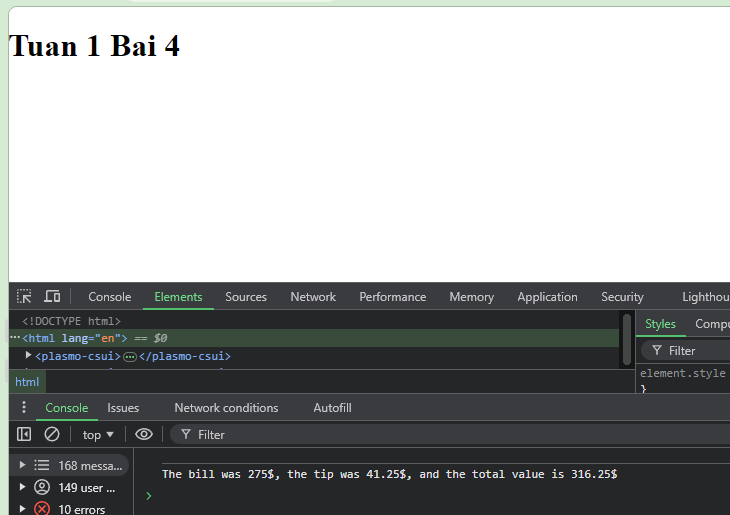 Tuan 1 Bai 4
Console Elements Sources Network Performance Memory Application Security Lighthou
<!DOCTYPE html>
<html lang="en"> == $0
<plasmo-csui> </plasmo-csui>
html
Styles Compu
Filter
element.style
}
Console Issues Network conditions Autofill
top Filter
168 messa...
149 user ...
10 errors
The bill was 275$, the tip was 41.25$, and the total value is 316.25$